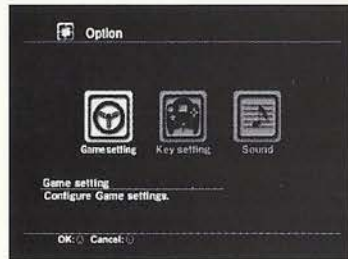 Option
Game setting Key setting Sound
Game setting
Configure Game settings.
OK: Cancel: